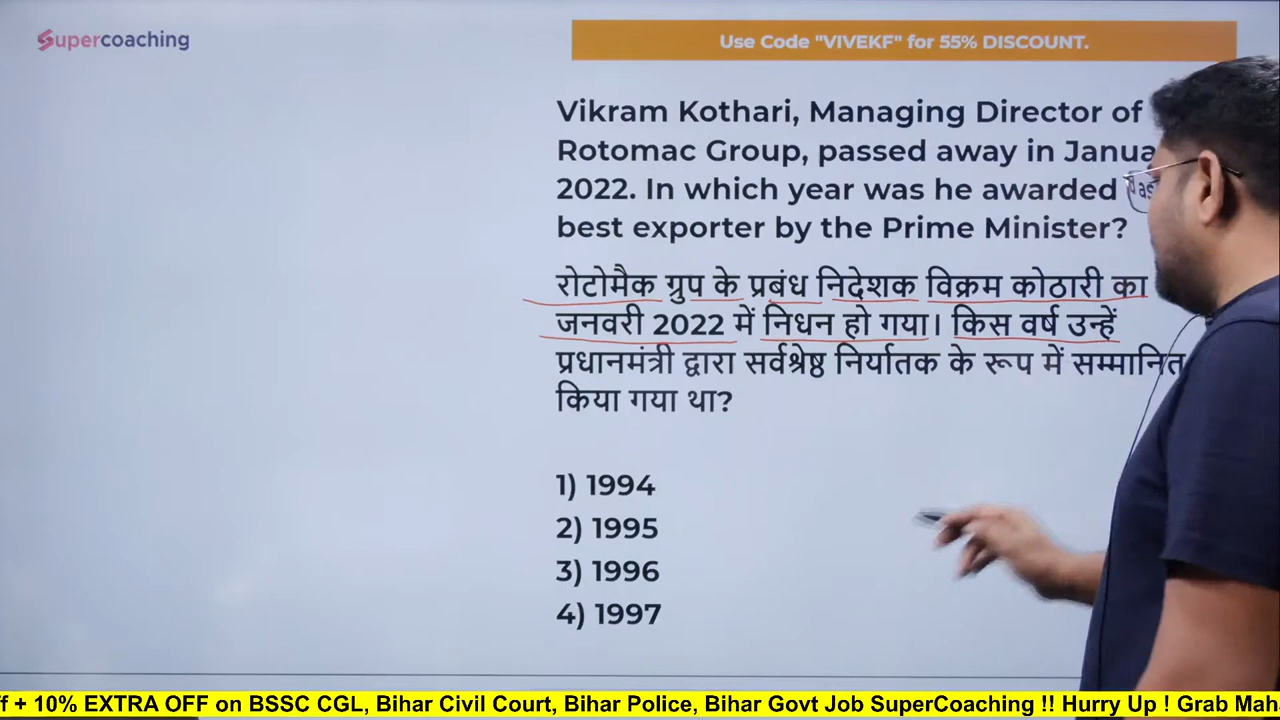 Supercoaching
Use Code "VIVEKF" for 55% DISCOUNT.
Vikram Kothari, Managing Director of
Rotomac Group, passed away in
2022. In which year was he awarded
best exporter by the Prime Minister?
रोटोमैक ग्रुप के प्रबंध निदेशक विक्रम कोठारी का
जनवरी 2022 में निधन हो गया। किस वर्ष उन्हें
प्रधानमंत्री द्वारा सर्वश्रेष्ठ निर्यातक के रूप में सम्मानित
किया गया था?
1) 1994
2) 1995
3) 1996
4) 1997
+ 10% EXTRA OFF on BSSC CGL, Bihar Civil Court, Bihar Police, Bihar Govt Job SuperCoaching !! Hurry Up ! Grab